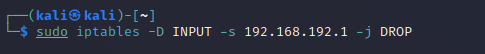 ┌──(kali㉿kali)-[~]
└─$ sudo iptables -D INPUT -s 192.168.192.1 -j DROP